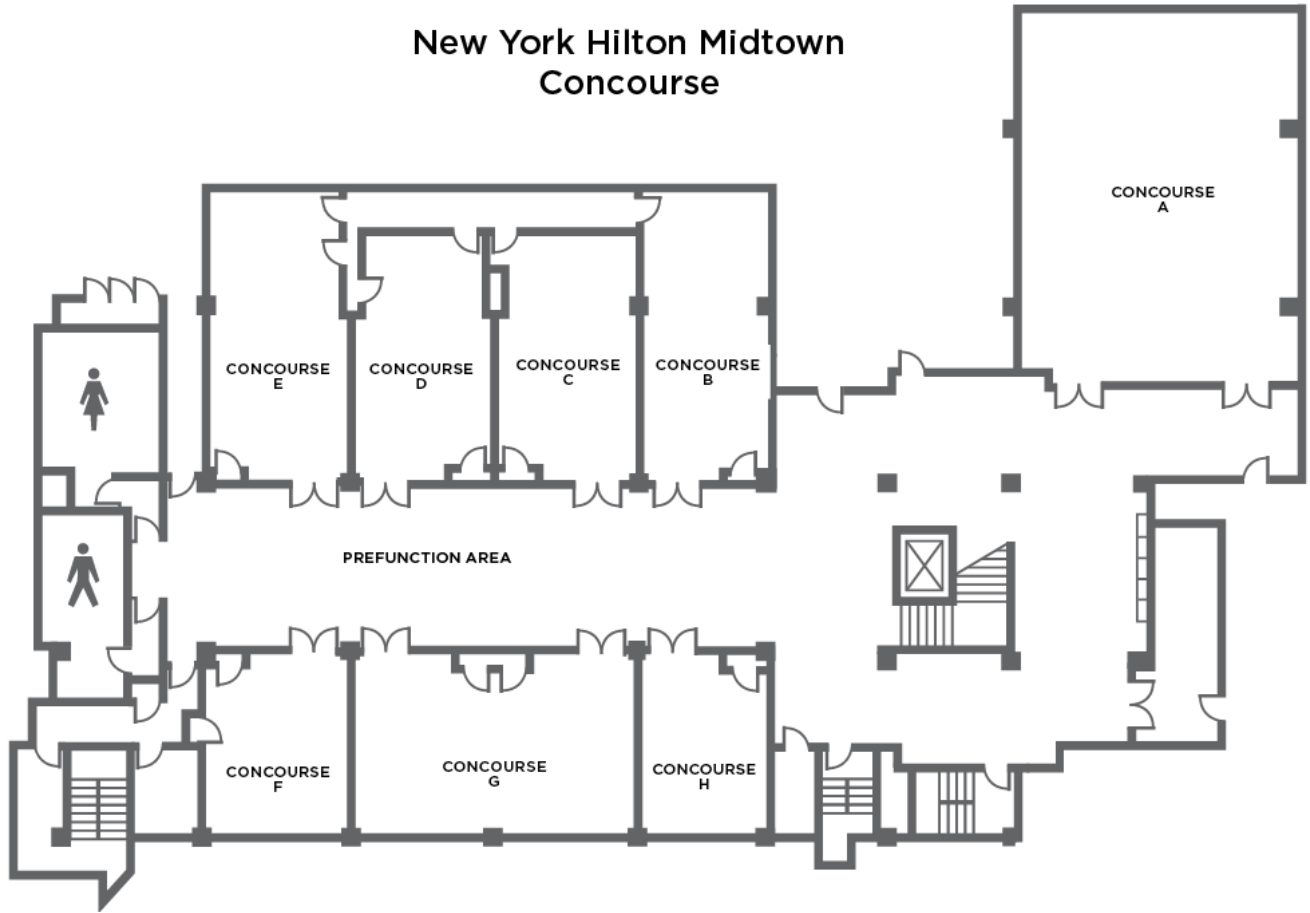 New York Hilton Midtown
Concourse
CONCOURSE
A
CONCOURSE
E
CONCOURSE
D
CONCOURSE
C
CONCOURSE
B
PREFUNCTION AREA
CONCOURSE
F
CONCOURSE
G
CONCOURSE
H